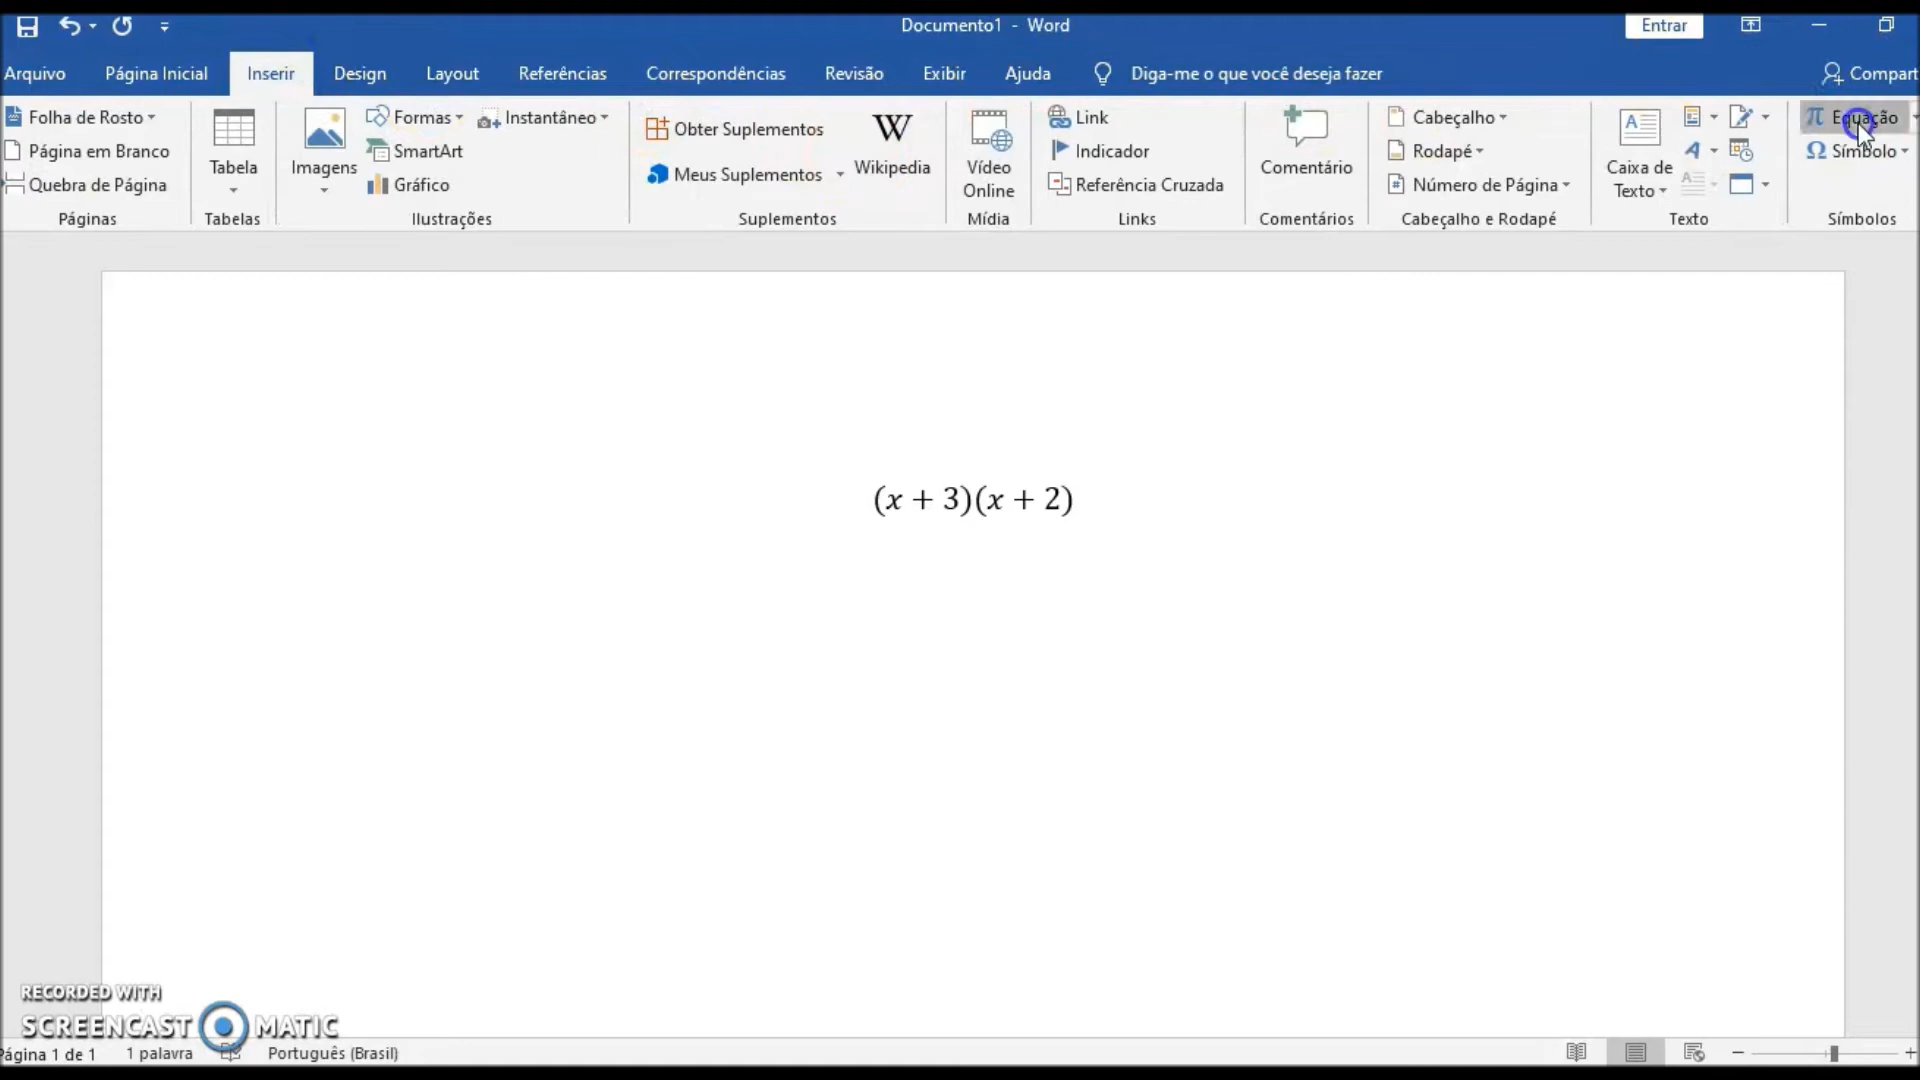 Documento1 - Word
Entrar
Arquivo Página Inicial Inserir Design Layout Referências Correspondências Revisão Exibir Ajuda Diga-me o que você deseja fazer Compart
Folha de Rosto
Página em Branco
Quebra de Página
Páginas
Tabela
Tabelas
Imagens
Formas
SmartArt
Gráfico
Instantâneo
Ilustrações
Obter Suplementos
Meus Suplementos
W
Wikipedia
Suplementos
Vídeo
Online
Mídia
Link
Indicador
Referência Cruzada
Links
Comentário
Comentários
Cabeçalho
Rodapé
Número de Página
Cabeçalho e Rodapé
A
Caixa de
Texto
Texto
π Equação
Ω Símbolo
Símbolos
(x + 3)(x + 2)
RECORDED WITH
SCREENCAST MATIC
Página 1 de 1 1 palavra Português (Brasil)